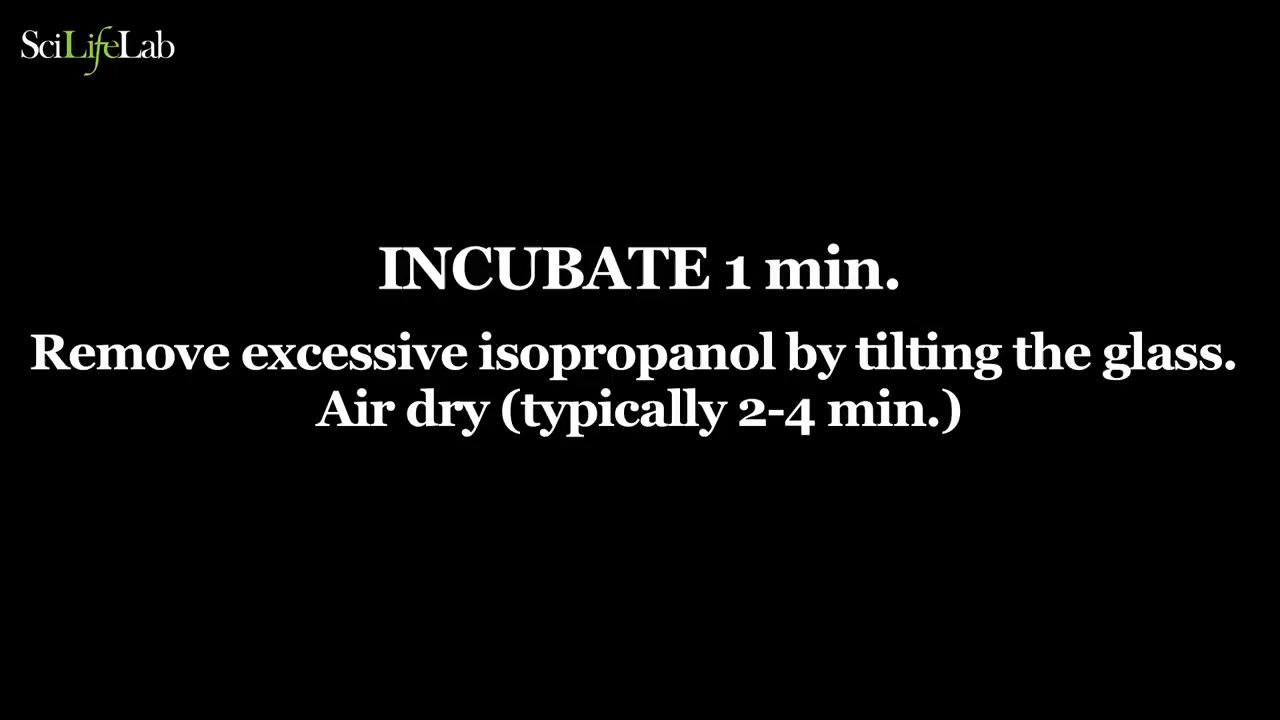 SciLifeLab
INCUBATE 1 min.
Remove excessive isopropanol by tilting the glass.
Air dry (typically 2-4 min.)